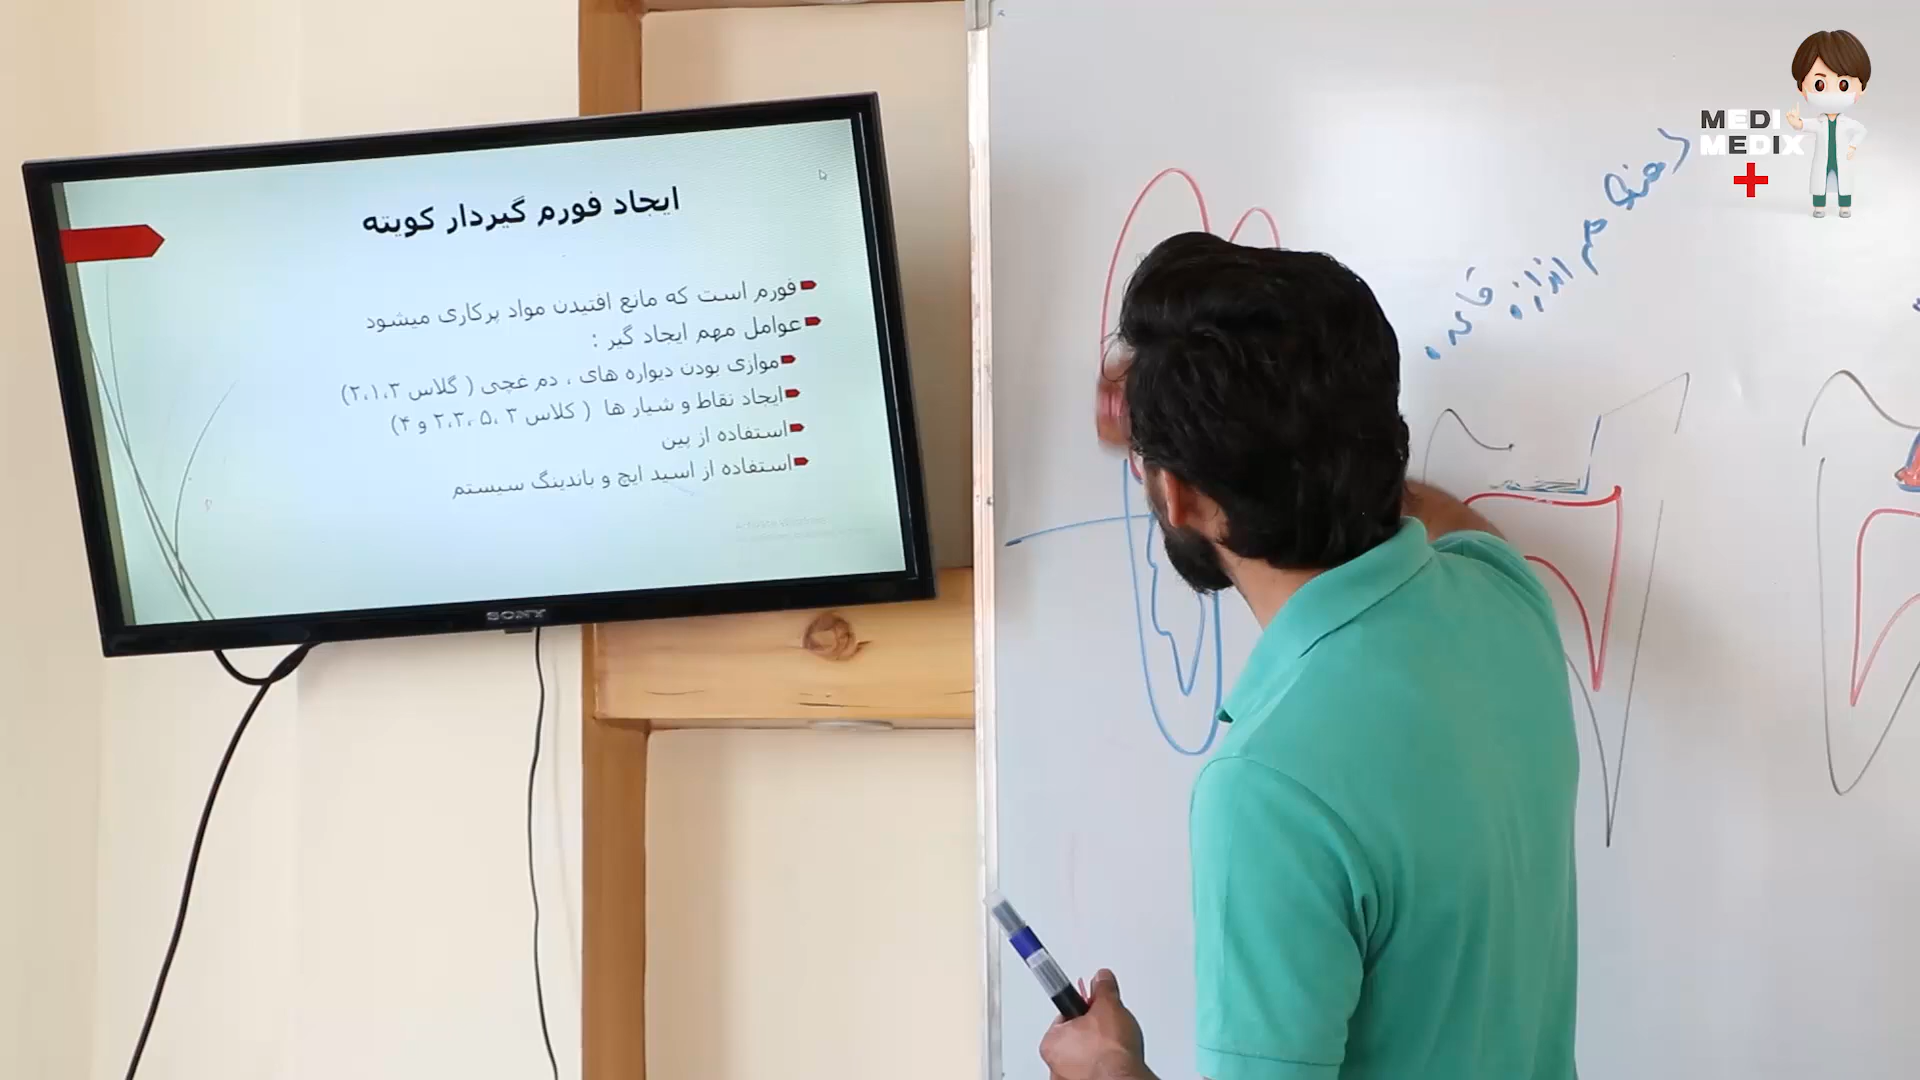 ایجاد فورم گیردار کویته
فورم است که مانع افتیدن مواد پرکاری میشود
عوامل مهم ایجاد گیر :
موازی بودن دیواره های ، دم غچی ( گلاس ۲،۱،۳)
ایجاد نقاط و شیار ها ( کلاس ۳ ،۵ ،۲،۳ و ۴)
استفاده از پین
استفاده از اسید ایچ و باندینگ سیستم
SONY
MEDI
MEDIX
هم اندازه